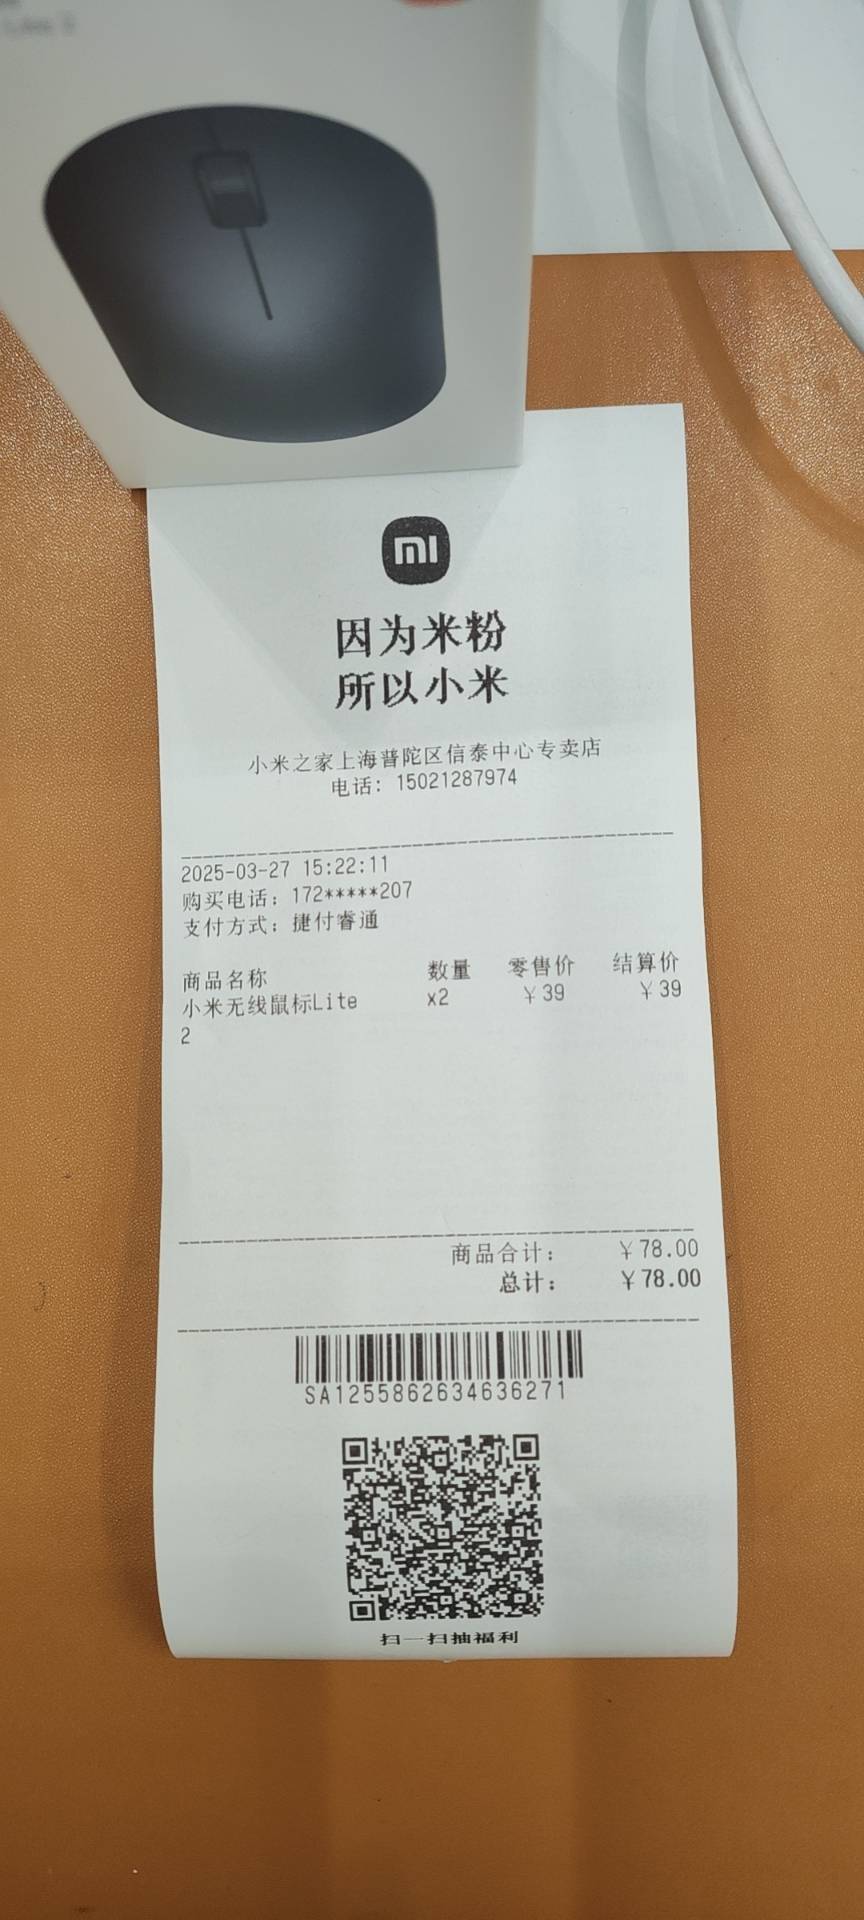 mi
因为米粉
所以小米
小米之家上海普陀区信泰中心专卖店
电话: 15021287974
2025-03-27 15:22:11
购买电话: 172*****207
支付方式: 捷付睿通
商品名称 数量 零售价 结算价
小米无线鼠标Lite x2 ￥39 ￥39
2
商品合计: ￥78.00
总计: ￥78.00
SA1255862634636271
扫一扫抽福利